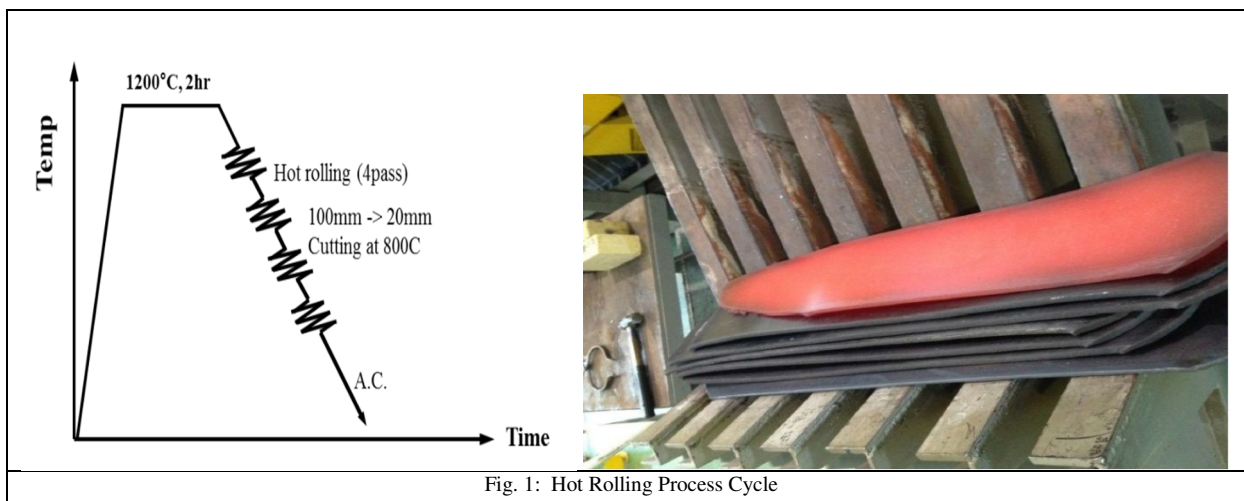 1200°C, 2hr
Temp
Hot rolling (4pass)
100mm -> 20mm
Cutting at 800C
A.C.
Time
Fig. 1:  Hot Rolling Process Cycle